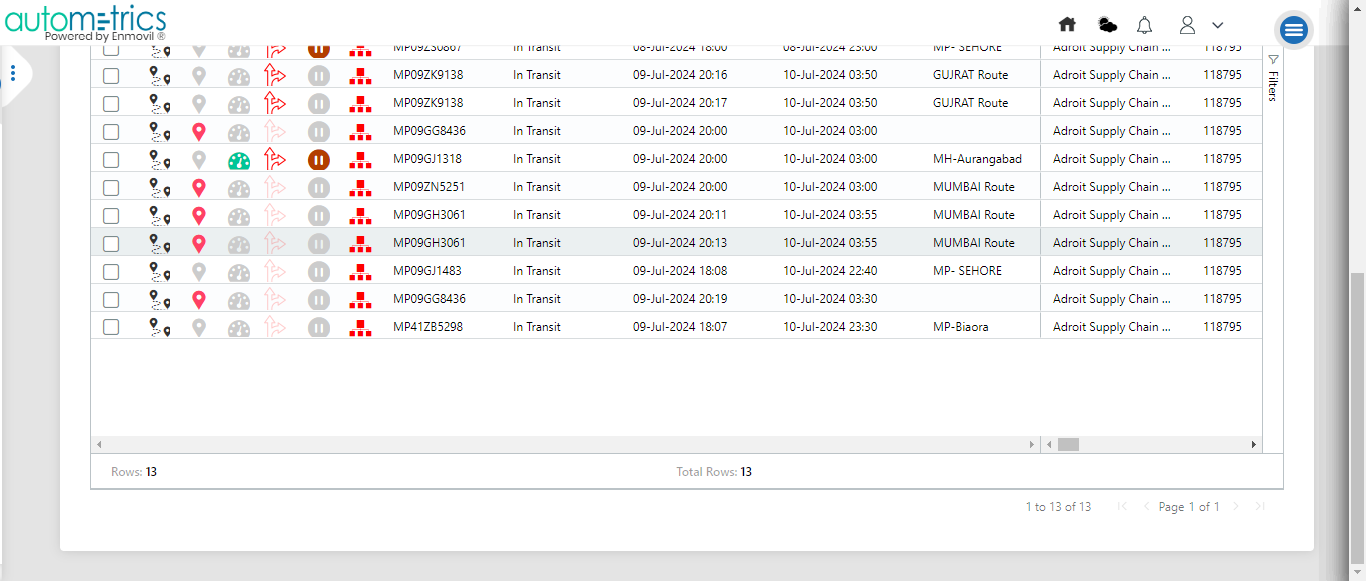 autometrics
Powered by Enmovil ®
MP09ZS0867 In Transit 08-Jul-2024 18:00 08-Jul-2024 23:00 MP- SEHORE Adroit Supply Chain ... 118795
MP09ZK9138 In Transit 09-Jul-2024 20:16 10-Jul-2024 03:50 GUJRAT Route Adroit Supply Chain ... 118795
MP09ZK9138 In Transit 09-Jul-2024 20:17 10-Jul-2024 03:50 GUJRAT Route Adroit Supply Chain ... 118795
MP09GG8436 In Transit 09-Jul-2024 20:00 10-Jul-2024 03:00 Adroit Supply Chain ... 118795
MP09GJ1318 In Transit 09-Jul-2024 20:00 10-Jul-2024 03:00 MH-Aurangabad Adroit Supply Chain ... 118795
MP09ZN5251 In Transit 09-Jul-2024 20:00 10-Jul-2024 03:00 MUMBAI Route Adroit Supply Chain ... 118795
MP09GH3061 In Transit 09-Jul-2024 20:11 10-Jul-2024 03:55 MUMBAI Route Adroit Supply Chain ... 118795
MP09GH3061 In Transit 09-Jul-2024 20:13 10-Jul-2024 03:55 MUMBAI Route Adroit Supply Chain ... 118795
MP09GJ1483 In Transit 09-Jul-2024 18:08 10-Jul-2024 22:40 MP- SEHORE Adroit Supply Chain ... 118795
MP09GG8436 In Transit 09-Jul-2024 20:19 10-Jul-2024 03:30 Adroit Supply Chain ... 118795
MP41ZB5298 In Transit 09-Jul-2024 18:07 10-Jul-2024 23:30 MP-Biaora Adroit Supply Chain ... 118795
Filters
Rows: 13 Total Rows: 13
1 to 13 of 13 Page 1 of 1